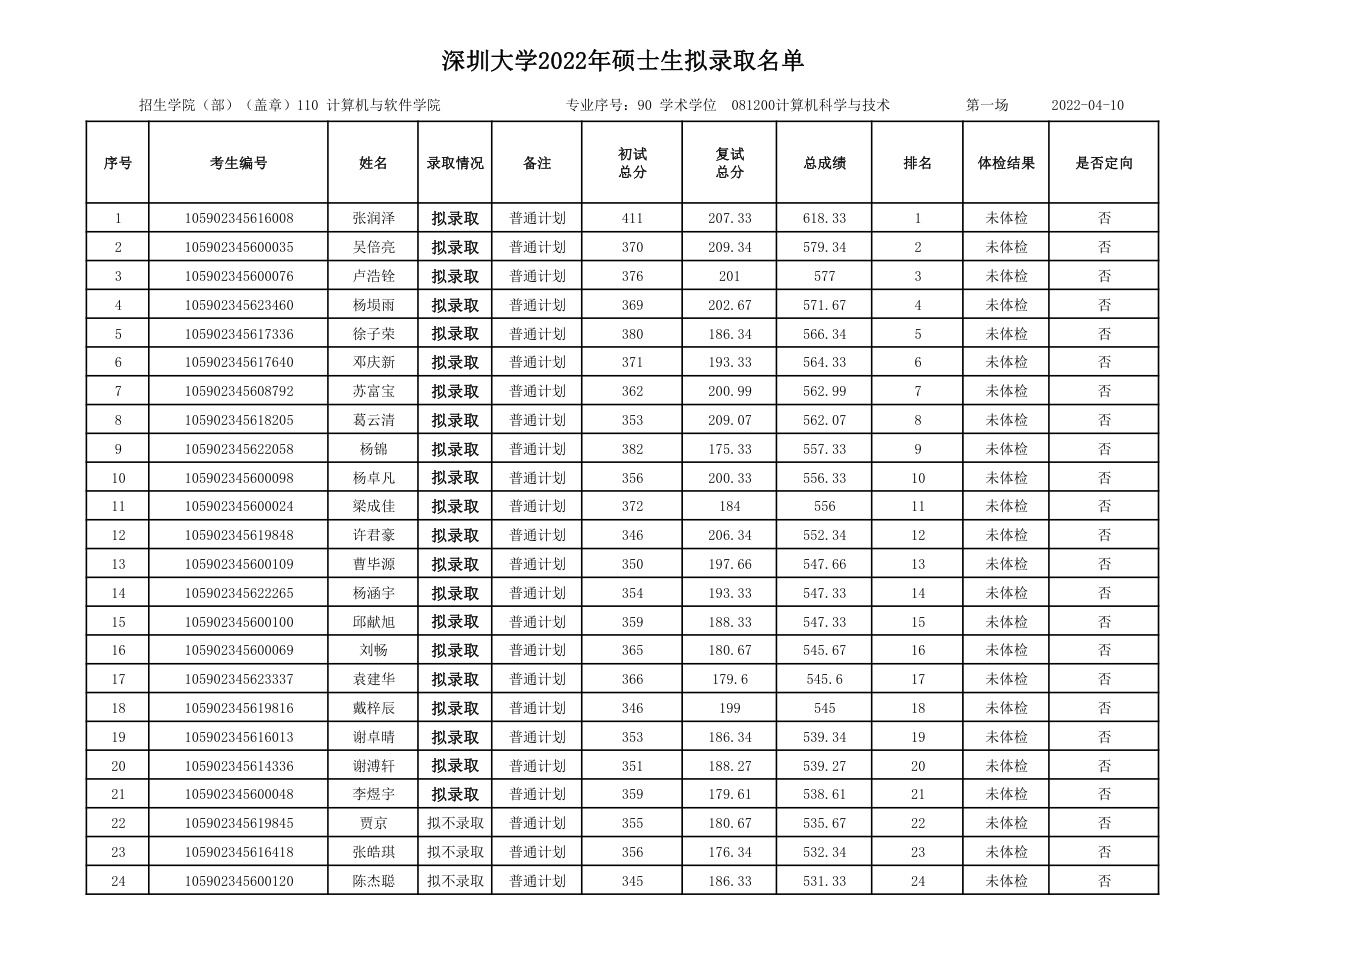 深圳大学2022年硕士生拟录取名单
招生学院（部）（盖章）110 计算机与软件学院 专业序号：90 学术学位 081200计算机科学与技术 第一场 2022-04-10
序号 考生编号 姓名 录取情况 备注 初试总分 复试总分 总成绩 排名 体检结果 是否定向
1 105902345616008 张润泽 拟录取 普通计划 411 207.33 618.33 1 未体检 否
2 105902345600035 吴倍亮 拟录取 普通计划 370 209.34 579.34 2 未体检 否
3 105902345600076 卢浩铨 拟录取 普通计划 376 201 577 3 未体检 否
4 105902345623460 杨埙雨 拟录取 普通计划 369 202.67 571.67 4 未体检 否
5 105902345617336 徐子荣 拟录取 普通计划 380 186.34 566.34 5 未体检 否
6 105902345617640 邓庆新 拟录取 普通计划 371 193.33 564.33 6 未体检 否
7 105902345608792 苏富宝 拟录取 普通计划 362 200.99 562.99 7 未体检 否
8 105902345618205 葛云清 拟录取 普通计划 353 209.07 562.07 8 未体检 否
9 105902345622058 杨锦 拟录取 普通计划 382 175.33 557.33 9 未体检 否
10 105902345600098 杨卓凡 拟录取 普通计划 356 200.33 556.33 10 未体检 否
11 105902345600024 梁成佳 拟录取 普通计划 372 184 556 11 未体检 否
12 105902345619848 许君豪 拟录取 普通计划 346 206.34 552.34 12 未体检 否
13 105902345600109 曹毕源 拟录取 普通计划 350 197.66 547.66 13 未体检 否
14 105902345622265 杨涵宇 拟录取 普通计划 354 193.33 547.33 14 未体检 否
15 105902345600100 邱献旭 拟录取 普通计划 359 188.33 547.33 15 未体检 否
16 105902345600069 刘畅 拟录取 普通计划 365 180.67 545.67 16 未体检 否
17 105902345623337 袁建华 拟录取 普通计划 366 179.6 545.6 17 未体检 否
18 105902345619816 戴梓辰 拟录取 普通计划 346 199 545 18 未体检 否
19 105902345616013 谢卓晴 拟录取 普通计划 353 186.34 539.34 19 未体检 否
20 105902345614336 谢溥轩 拟录取 普通计划 351 188.27 539.27 20 未体检 否
21 105902345600048 李煜宇 拟录取 普通计划 359 179.61 538.61 21 未体检 否
22 105902345619845 贾京 拟不录取 普通计划 355 180.67 535.67 22 未体检 否
23 105902345616418 张皓琪 拟不录取 普通计划 356 176.34 532.34 23 未体检 否
24 105902345600120 陈杰聪 拟不录取 普通计划 345 186.33 531.33 24 未体检 否